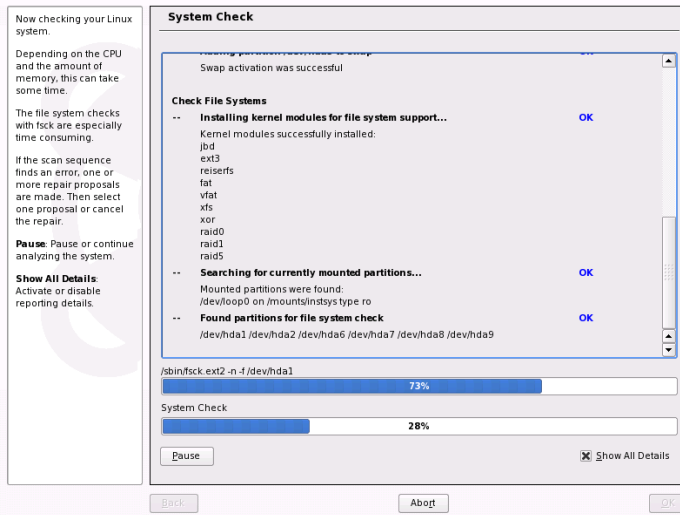 Now checking your Linux
system.
Depending on the CPU
and the amount of
memory, this can take
some time.
The file system checks
with fsck are especially
time consuming.
If the scan sequence
finds an error, one or
more repair proposals
are made. Then select
one proposal or cancel
the repair.
Pause: Pause or continue
analyzing the system.
Show All Details:
Activate or disable
reporting details.
System Check
Swap activation was successful
Check File Systems
-- Installing kernel modules for file system support... OK
Kernel modules successfully installed:
jbd
ext3
reiserfs
fat
vfat
xfs
xor
raid0
raid1
raid5
-- Searching for currently mounted partitions... OK
Mounted partitions were found:
/dev/loop0 on /mounts/instsys type ro
-- Found partitions for file system check OK
/dev/hda1 /dev/hda2 /dev/hda6 /dev/hda7 /dev/hda8 /dev/hda9
/sbin/fsck.ext2 -n -f /dev/hda1
73%
System Check
28%
Pause
Show All Details
Back
Abort
OK